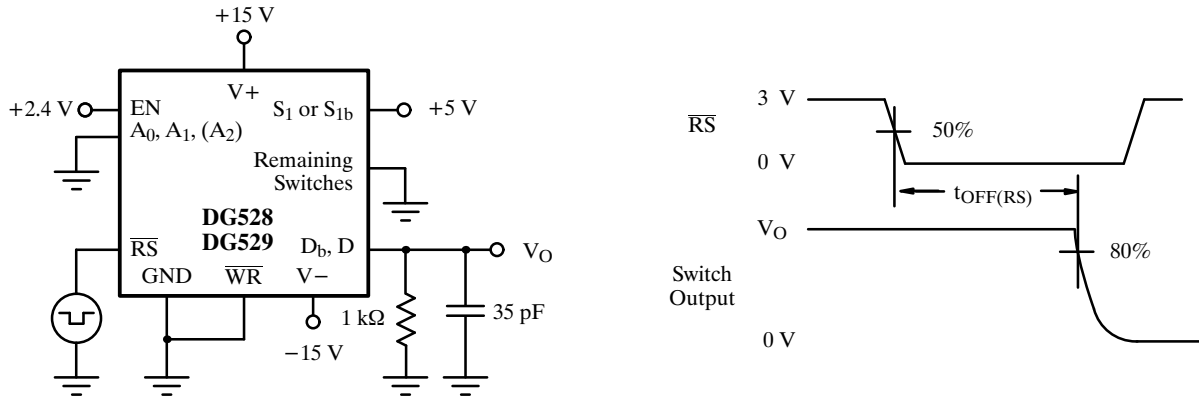 +15 V
V+
+2.4 V
EN
S1 or S1b
+5 V
A0, A1, (A2)
Remaining
Switches
DG528
DG529
RS
Db, D
VO
GND
WR
V−
1 kΩ
35 pF
−15 V
3 V
RS
50%
0 V
tOFF(RS)
VO
80%
Switch
Output
0 V